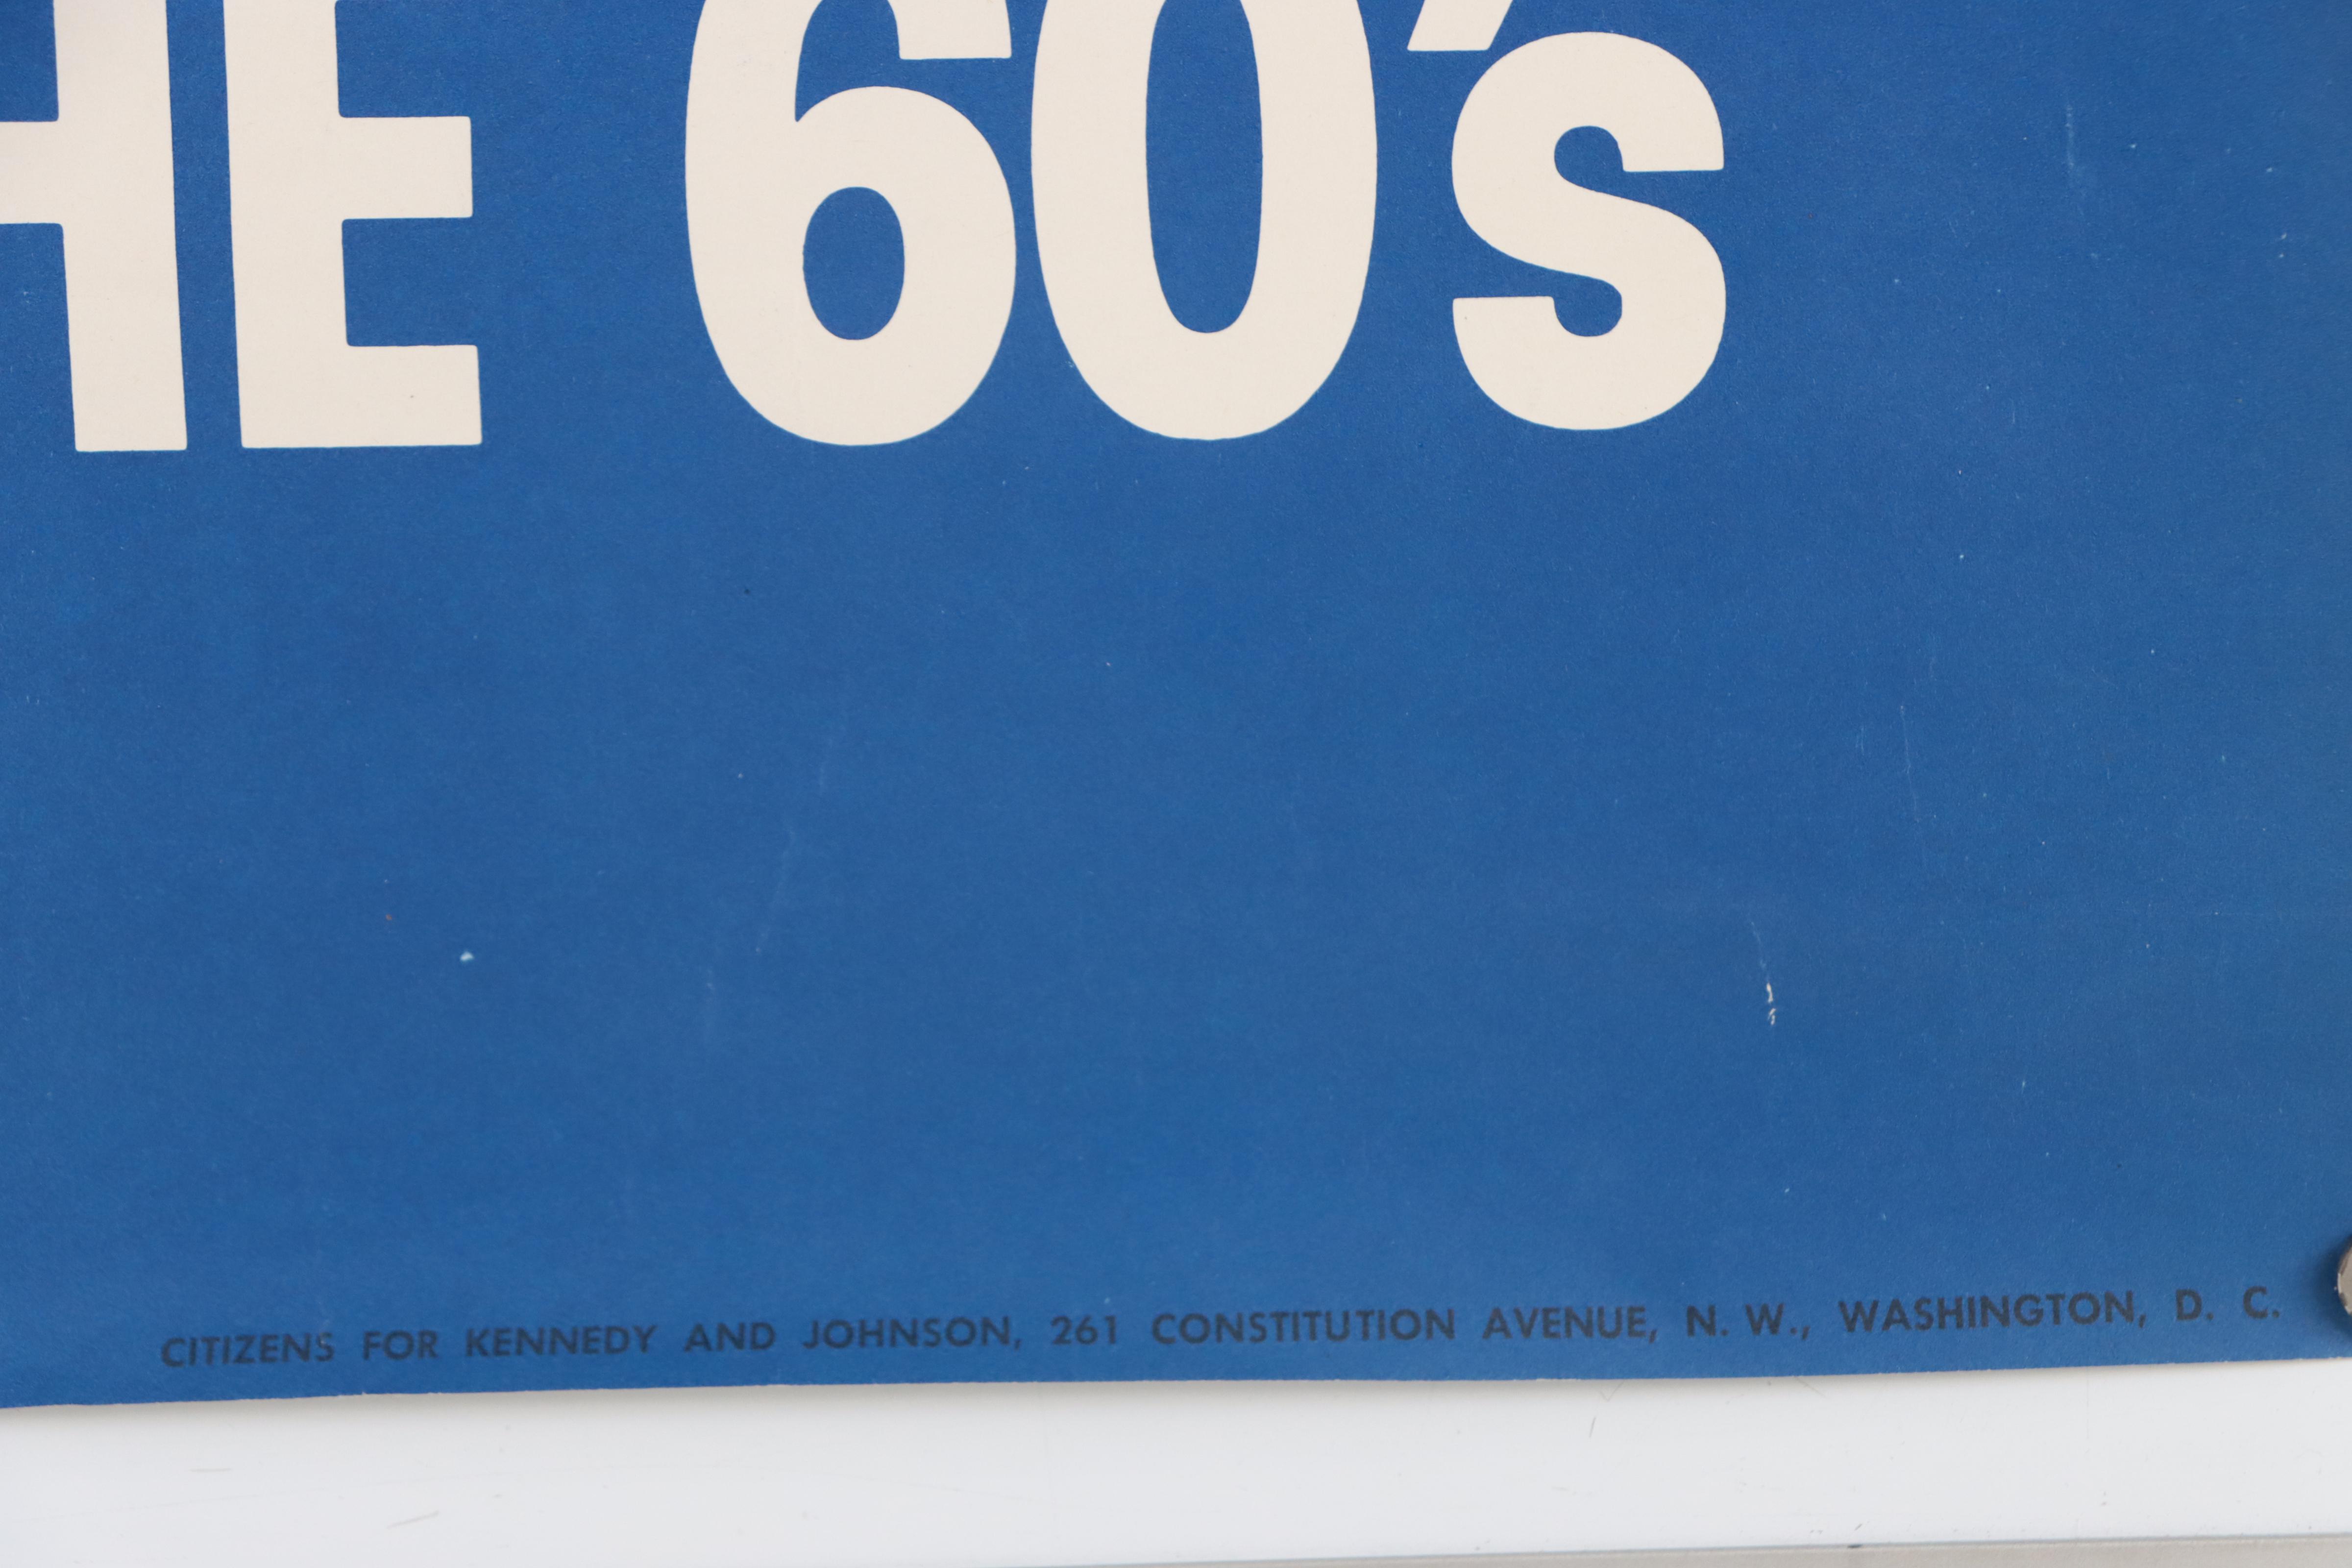 HE 60's
CITIZENS FOR KENNEDY AND JOHNSON, 261 CONSTITUTION AVENUE, N. W., WASHINGTON, D. C.